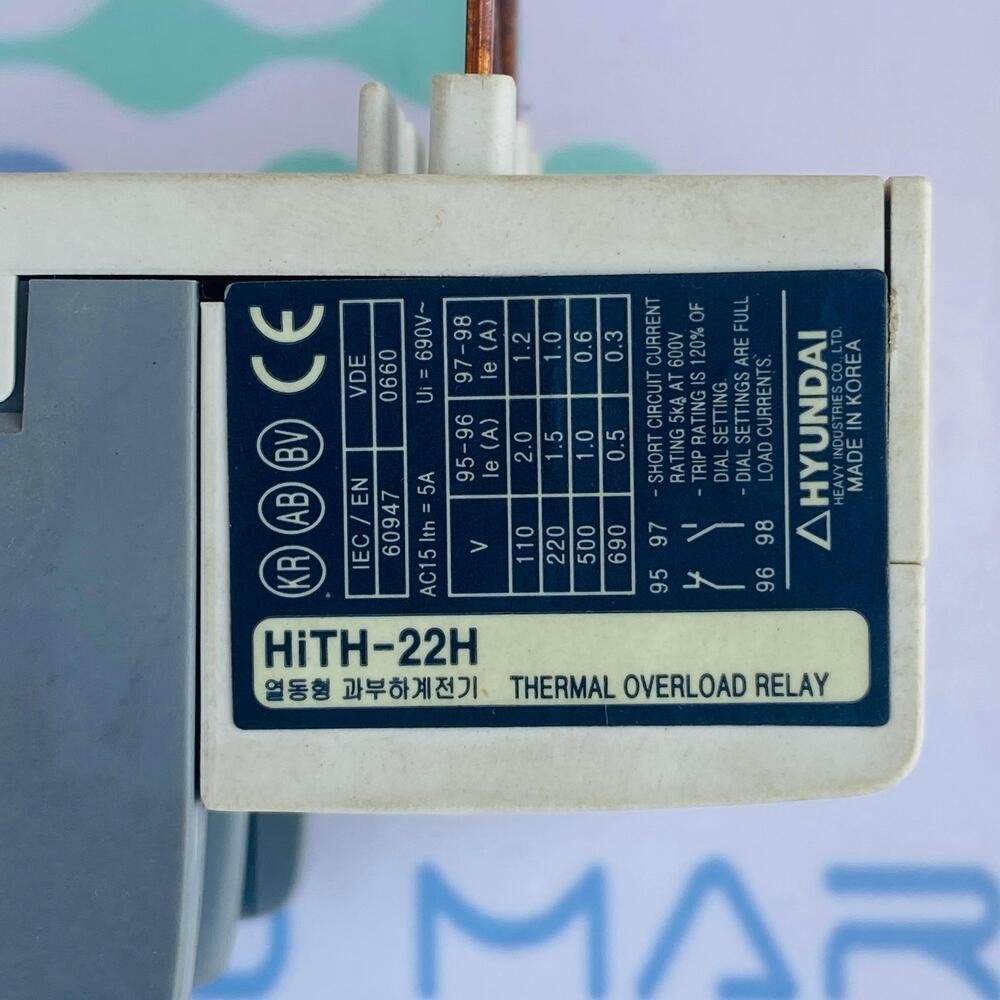 CE
KR AB BV
IEC / EN VDE
60947 0660
AC15 Ith = 5A Ui = 690V~
V 95-96 Ie (A) 97-98 Ie (A)
110 2.0 1.2
220 1.5 1.0
500 1.0 0.6
690 0.5 0.3
- SHORT CIRCUIT CURRENT
RATING 5kA AT 600V
- TRIP RATING IS 120% OF
DIAL SETTING.
- DIAL SETTINGS ARE FULL
LOAD CURRENTS.
95 97
96 98
HYUNDAI
HEAVY INDUSTRIES CO., LTD.
MADE IN KOREA
HiTH-22H
열동형 과부하계전기 THERMAL OVERLOAD RELAY
MAR